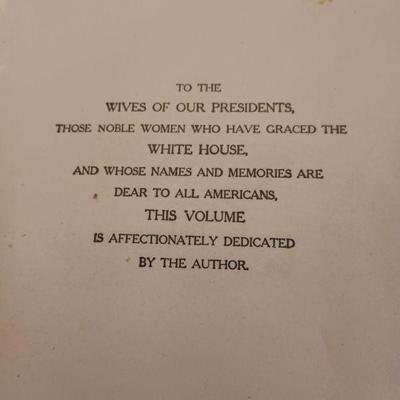 TO THE
WIVES OF OUR PRESIDENTS,
THOSE NOBLE WOMEN WHO HAVE GRACED THE
WHITE HOUSE,
AND WHOSE NAMES AND MEMORIES ARE
DEAR TO ALL AMERICANS,
THIS VOLUME
IS AFFECTIONATELY DEDICATED
BY THE AUTHOR.